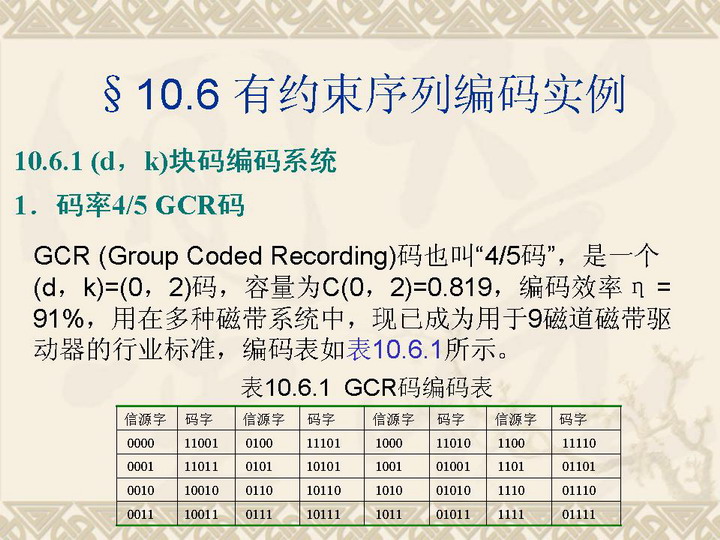 §10.6 有约束序列编码实例
10.6.1 (d，k)块码编码系统
1．码率4/5 GCR码
GCR (Group Coded Recording)码也叫“4/5码”，是一个
(d，k)=(0，2)码，容量为C(0，2)=0.819，编码效率 η =
91%，用在多种磁带系统中，现已成为用于9磁道磁带驱
动器的行业标准，编码表如表10.6.1所示。
表10.6.1 GCR码编码表
信源字 码字 信源字 码字 信源字 码字 信源字 码字
0000 11001 0100 11101 1000 11010 1100 11110
0001 11011 0101 10101 1001 01001 1101 01101
0010 10010 0110 10110 1010 01010 1110 01110
0011 10011 0111 10111 1011 01011 1111 01111